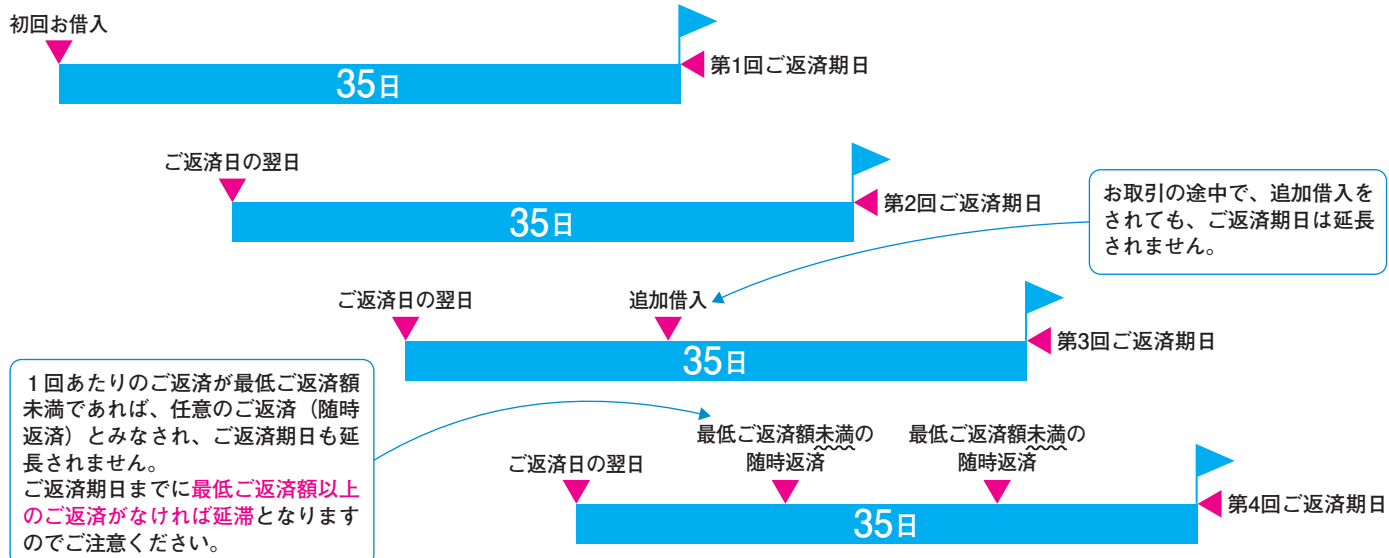 初回お借入
第1回ご返済期日
35日
ご返済日の翌日
第2回ご返済期日
35日
お取引の途中で、追加借入を
されても、ご返済期日は延長
されません。
ご返済日の翌日
追加借入
第3回ご返済期日
35日
１回あたりのご返済が最低ご返済額
未満であれば、任意のご返済（随時
返済）とみなされ、ご返済期日も延
長されません。
ご返済期日までに最低ご返済額以上
のご返済がなければ延滞となります
のでご注意ください。
ご返済日の翌日
最低ご返済額未満の
随時返済
最低ご返済額未満の
随時返済
第4回ご返済期日
35日